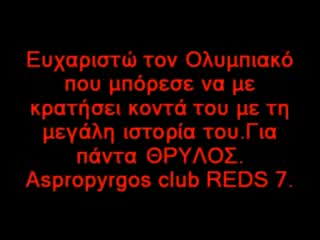 Ευχαριστώ τον Ολυμπιακό
που μπόρεσε να με
κρατήσει κοντά του με τη
μεγάλη ιστορία του.Για
πάντα ΘΡΥΛΟΣ.
Aspropyrgos club REDS 7.